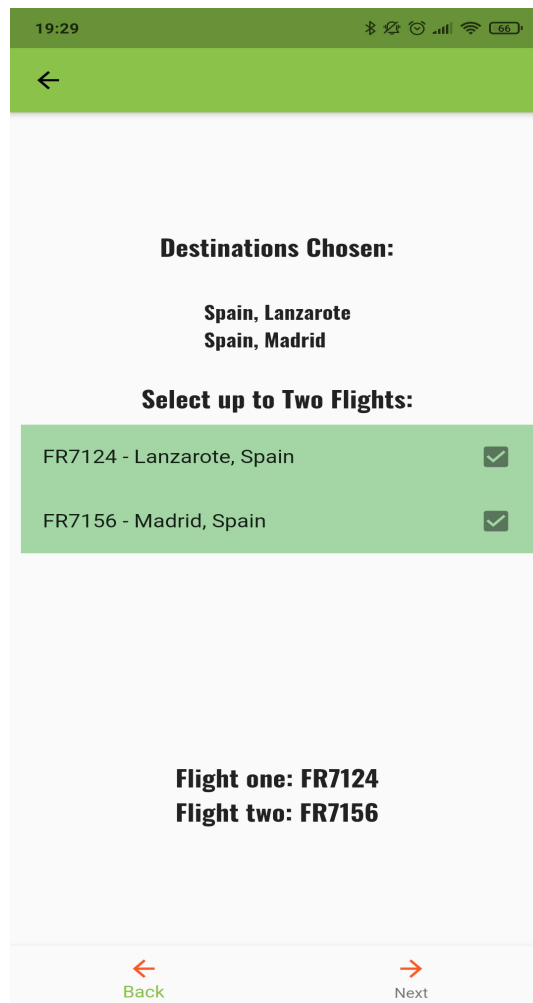 19:29
66
Destinations Chosen:
Spain, Lanzarote
Spain, Madrid
Select up to Two Flights:
FR7124 - Lanzarote, Spain
FR7156 - Madrid, Spain
Flight one: FR7124
Flight two: FR7156
Back
Next